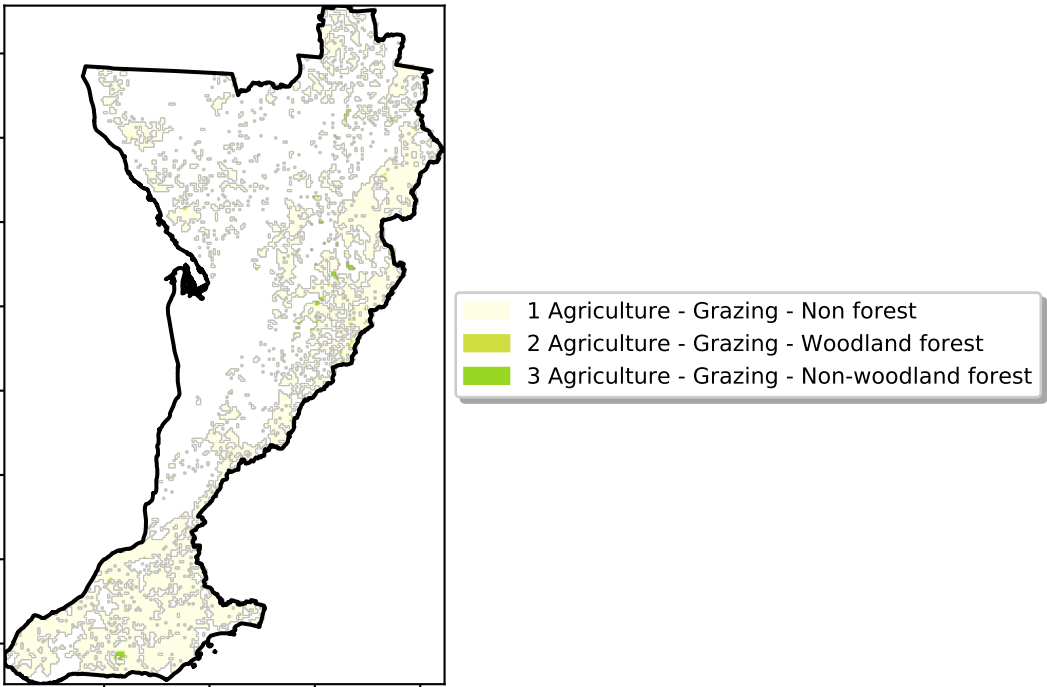 1 Agriculture - Grazing - Non forest
2 Agriculture - Grazing - Woodland forest
3 Agriculture - Grazing - Non-woodland forest